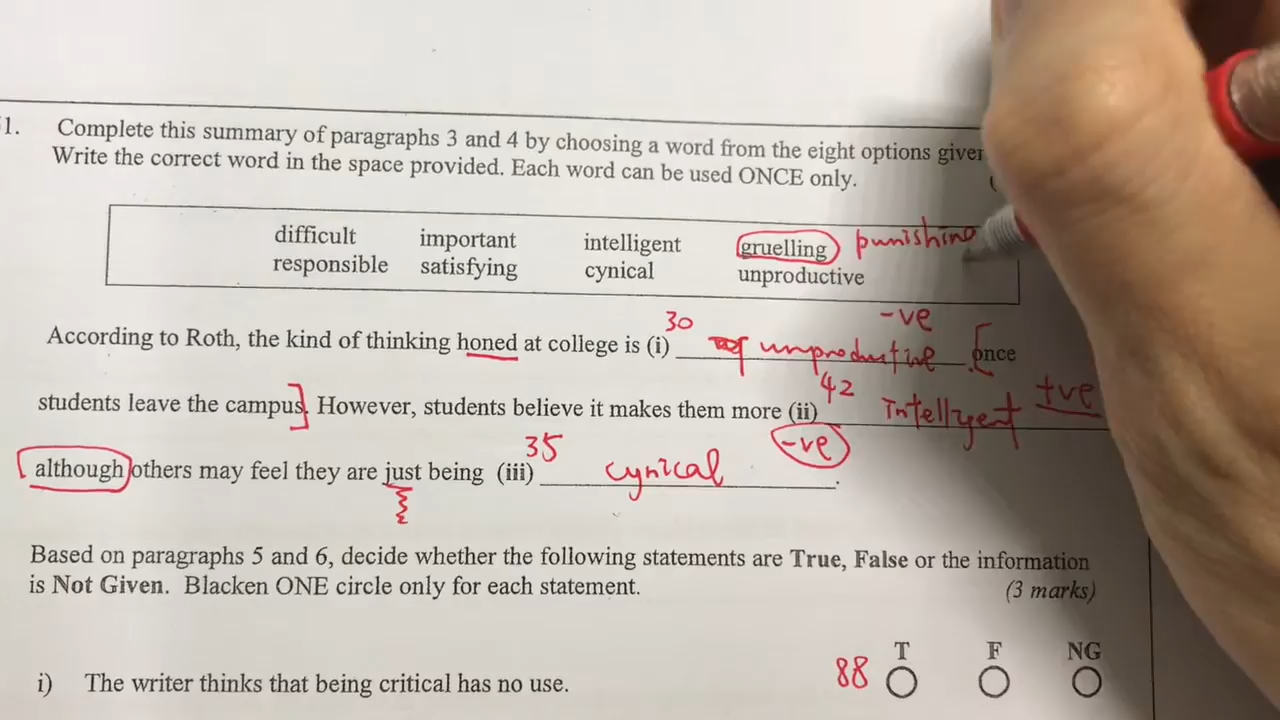 1. Complete this summary of paragraphs 3 and 4 by choosing a word from the eight options given
Write the correct word in the space provided. Each word can be used ONCE only.
difficult important intelligent gruelling punishing
responsible satisfying cynical unproductive
30 -ve
According to Roth, the kind of thinking honed at college is (i) unproductive once
42 +ve
students leave the campus. However, students believe it makes them more (ii) intelligent
35 -ve
although others may feel they are just being (iii) cynical.
Based on paragraphs 5 and 6, decide whether the following statements are True, False or the information
is Not Given. Blacken ONE circle only for each statement. (3 marks)
T F NG
i) The writer thinks that being critical has no use. 88